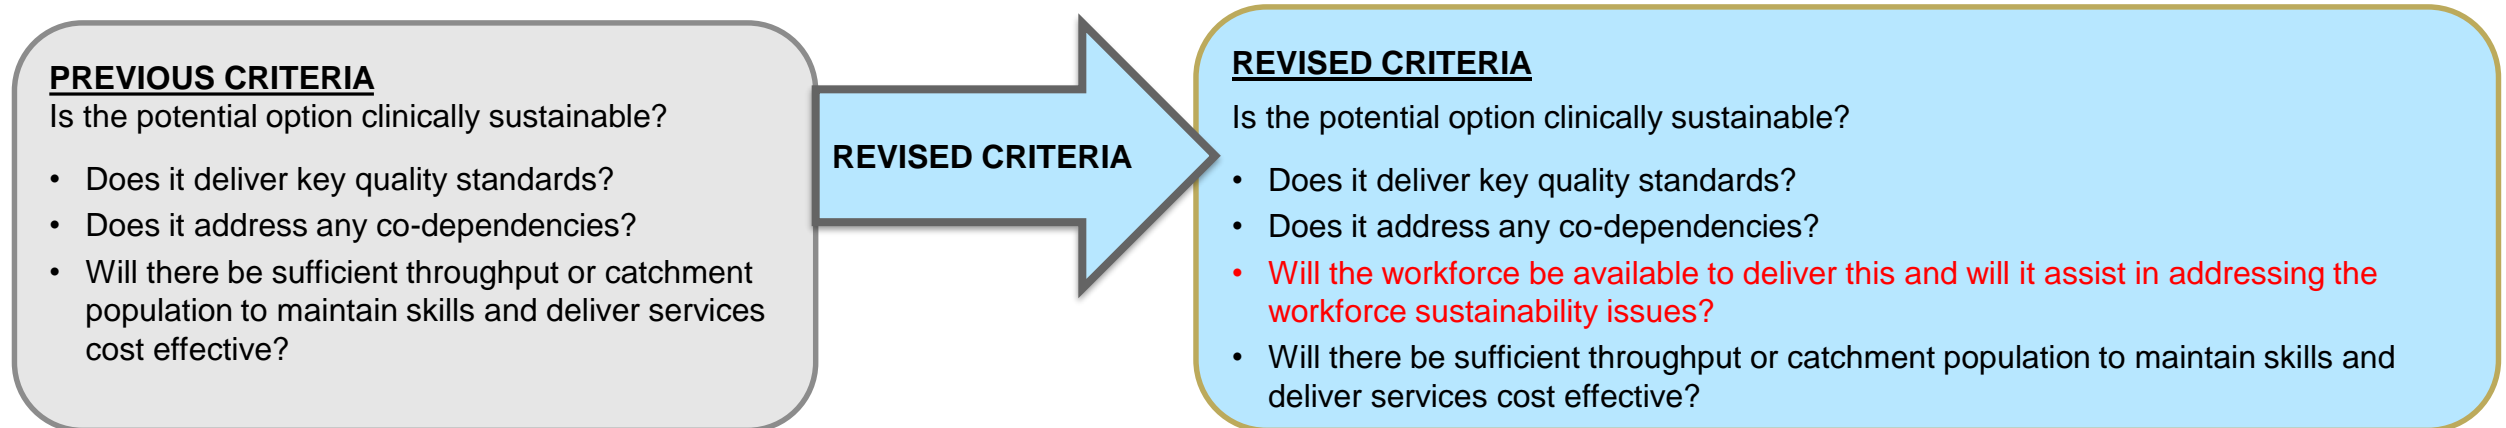 PREVIOUS CRITERIA
Is the potential option clinically sustainable?
• Does it deliver key quality standards?
• Does it address any co-dependencies?
• Will there be sufficient throughput or catchment
population to maintain skills and deliver services
cost effective?
REVISED CRITERIA
REVISED CRITERIA
Is the potential option clinically sustainable?
• Does it deliver key quality standards?
• Does it address any co-dependencies?
• Will the workforce be available to deliver this and will it assist in addressing the
workforce sustainability issues?
• Will there be sufficient throughput or catchment population to maintain skills and
deliver services cost effective?